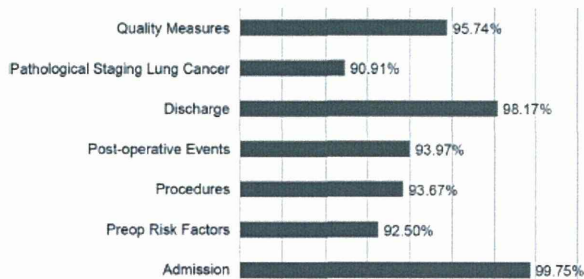 Quality Measures 95.74%
Pathological Staging Lung Cancer 90.91%
Discharge 98.17%
Post-operative Events 93.97%
Procedures 93.67%
Preop Risk Factors 92.50%
Admission 99.75%